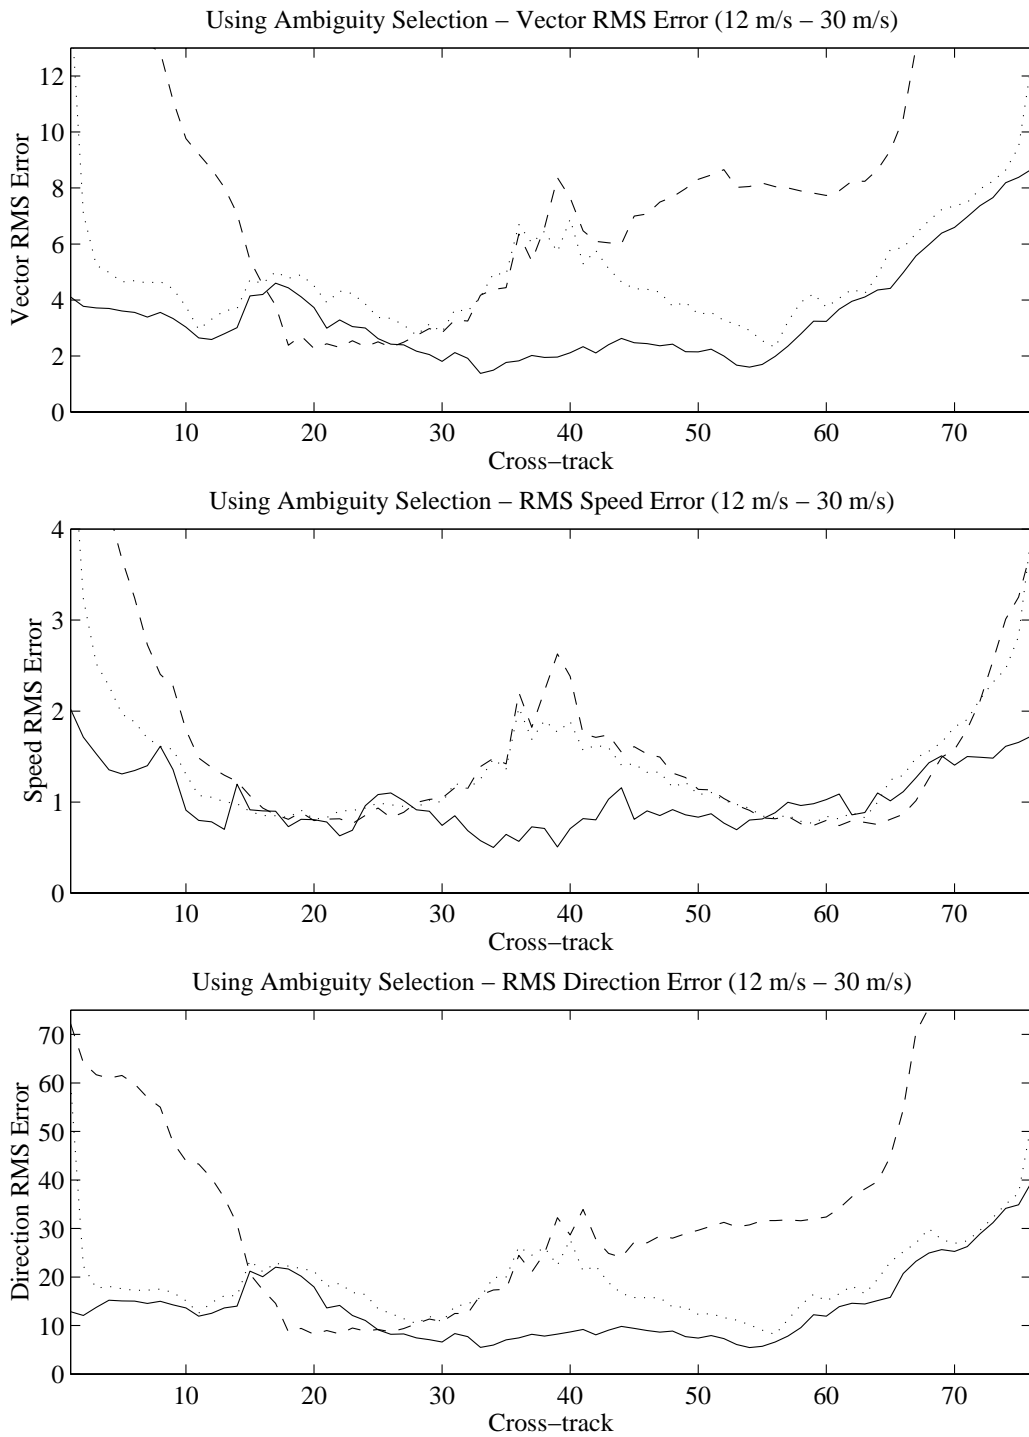 Using Ambiguity Selection – Vector RMS Error (12 m/s – 30 m/s)
12
10
8
6
4
2
0
Vector RMS Error
10 20 30 40 50 60 70
Cross–track
Using Ambiguity Selection – RMS Speed Error (12 m/s – 30 m/s)
4
3
2
1
0
Speed RMS Error
10 20 30 40 50 60 70
Cross–track
Using Ambiguity Selection – RMS Direction Error (12 m/s – 30 m/s)
70
60
50
40
30
20
10
0
Direction RMS Error
10 20 30 40 50 60 70
Cross–track